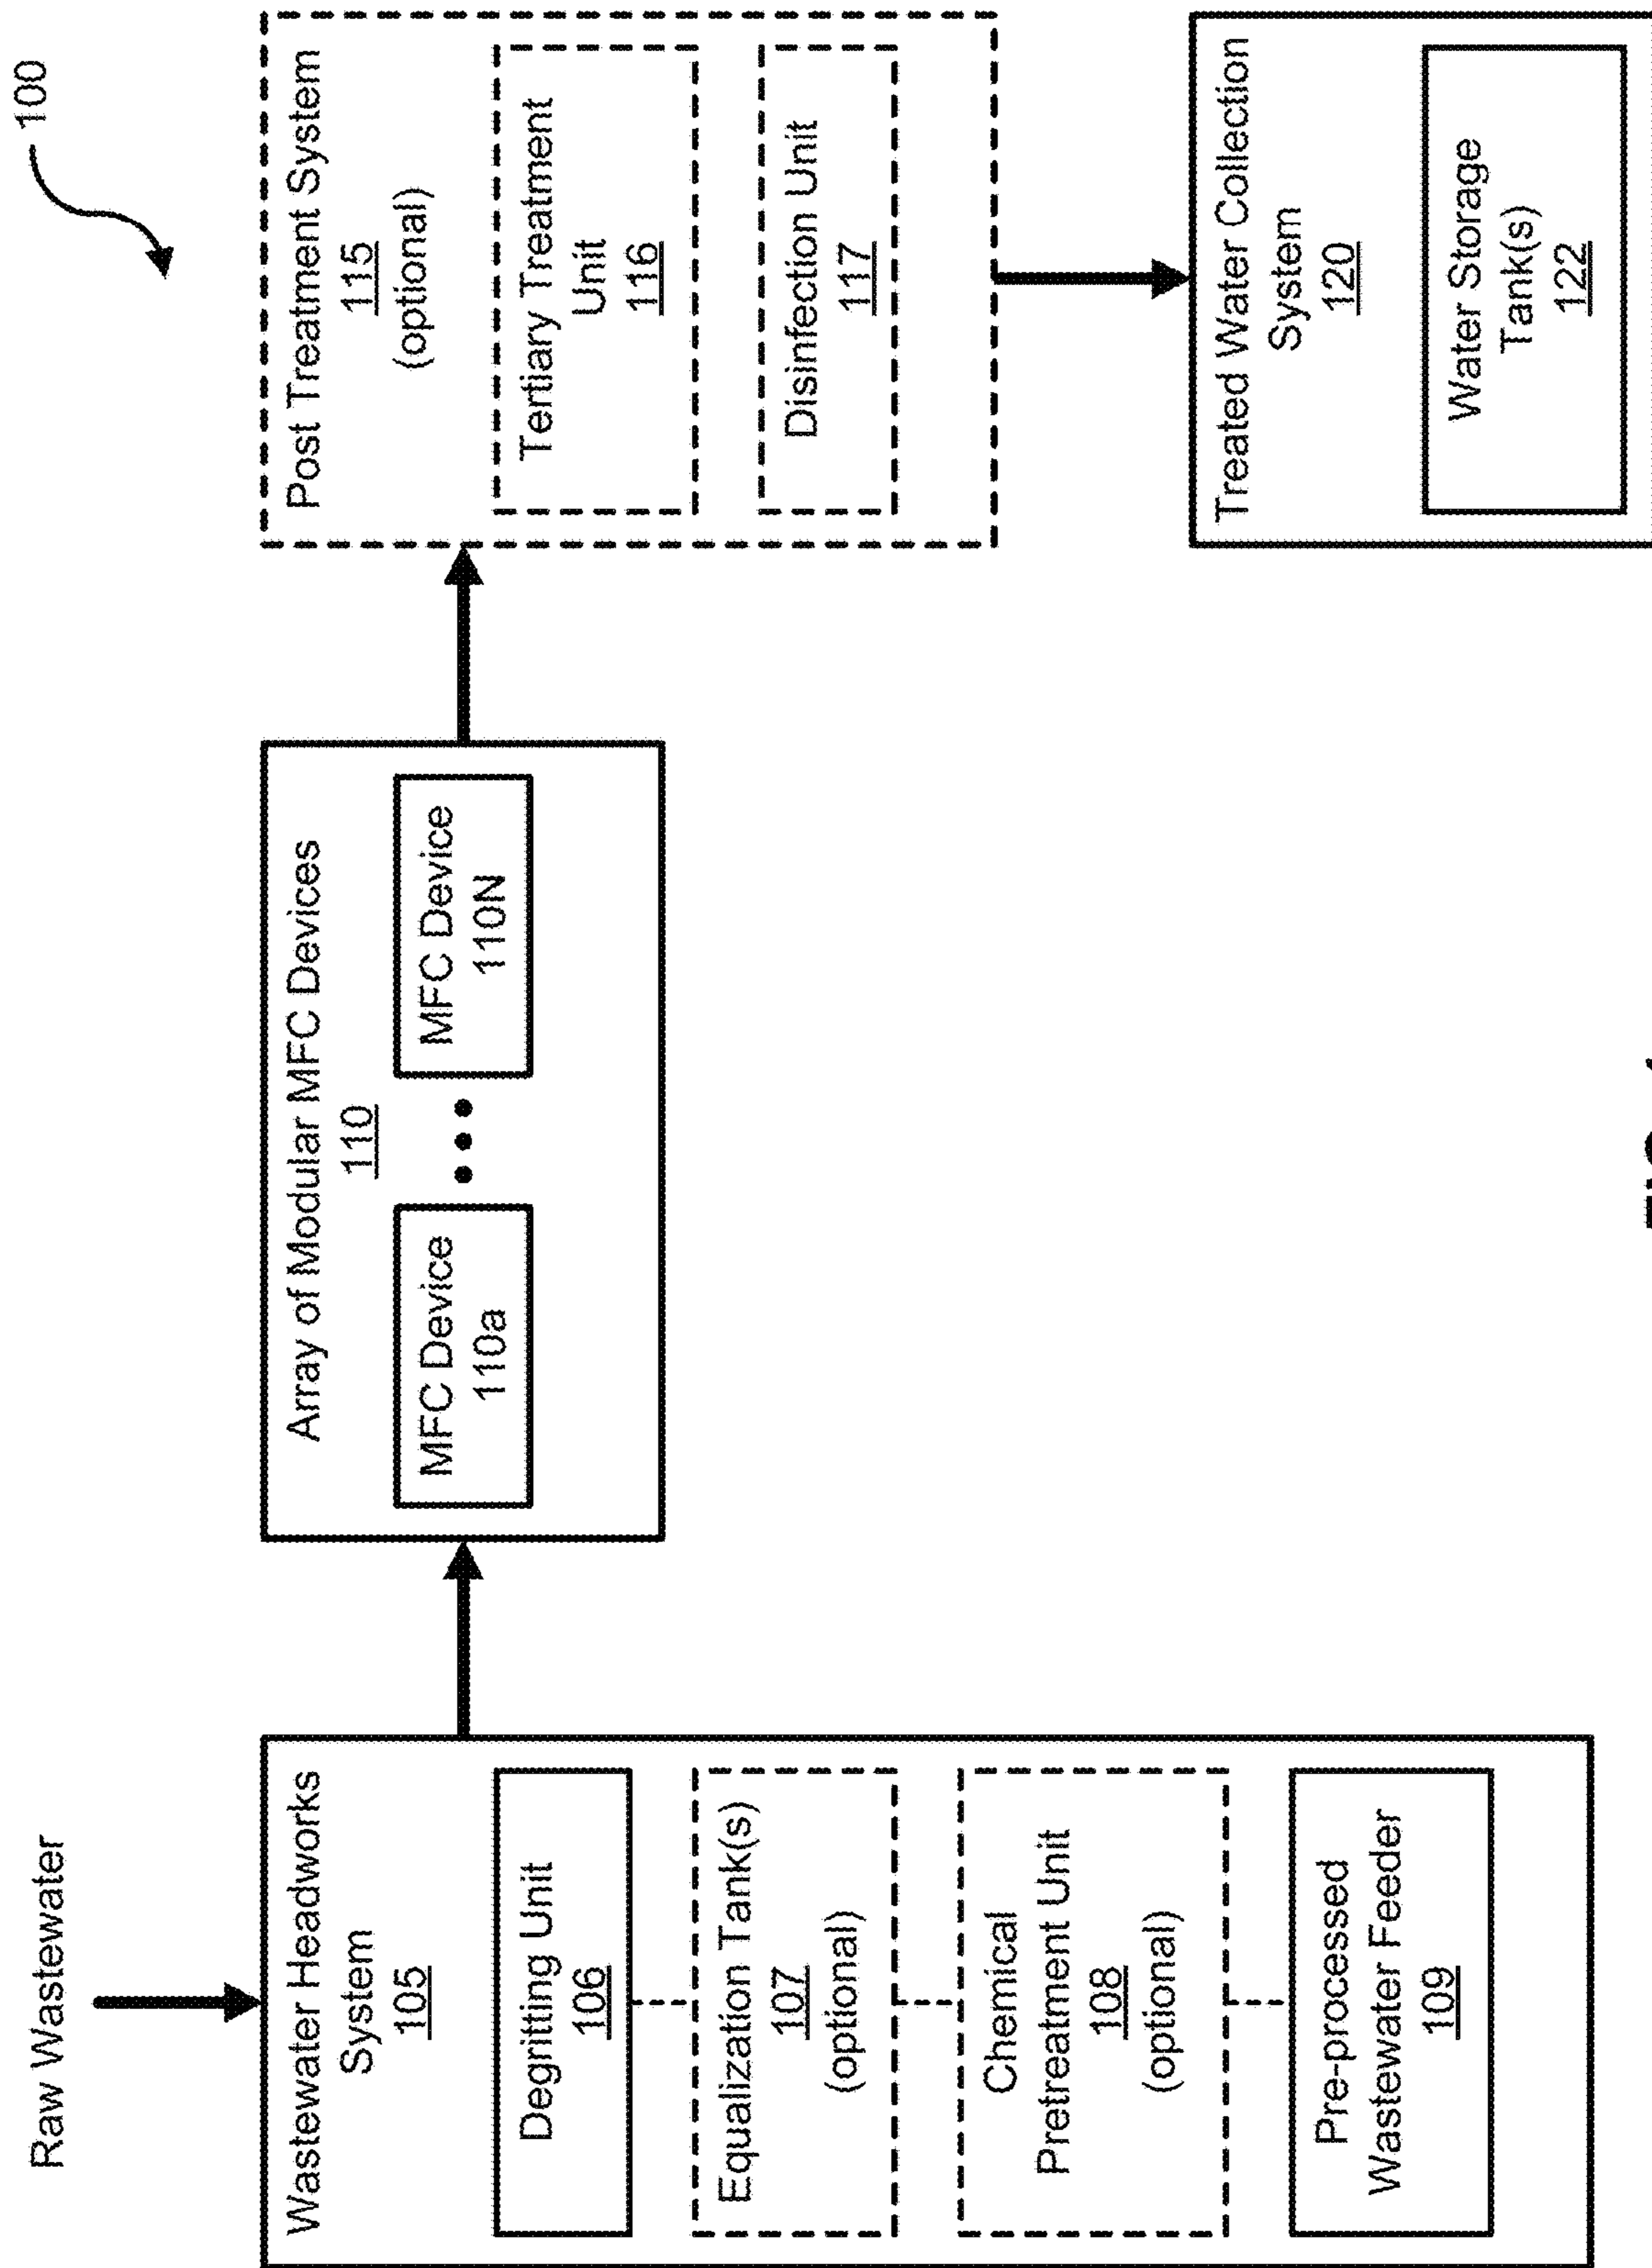 100
Raw Wastewater
Wastewater Headworks
System
105
Degritting Unit
106
Equalization Tank(s)
107
(optional)
Chemical
Pretreatment Unit
108
(optional)
Pre-processed
Wastewater Feeder
109
Array of Modular MFC Devices
110
MFC Device
110a
MFC Device
110N
Post Treatment System
115
(optional)
Tertiary Treatment
Unit
116
Disinfection Unit
117
Treated Water Collection
System
120
Water Storage
Tank(s)
122